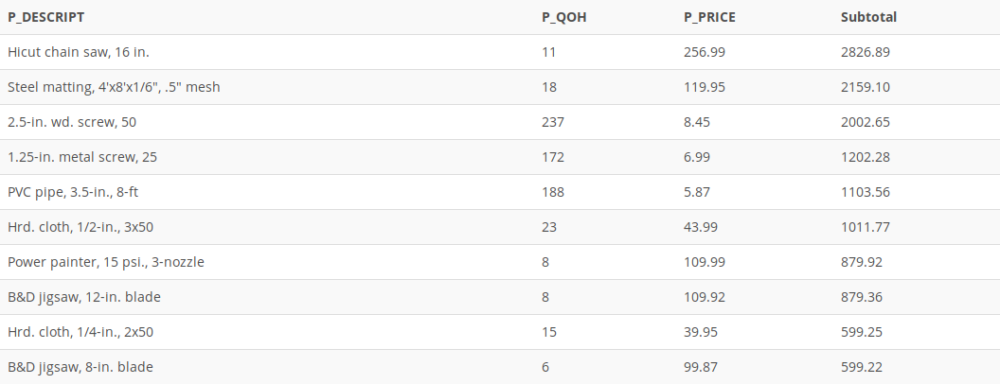 P_DESCRIPT P_QOH P_PRICE Subtotal
Hicut chain saw, 16 in. 11 256.99 2826.89
Steel matting, 4'x8'x1/6", .5" mesh 18 119.95 2159.10
2.5-in. wd. screw, 50 237 8.45 2002.65
1.25-in. metal screw, 25 172 6.99 1202.28
PVC pipe, 3.5-in., 8-ft 188 5.87 1103.56
Hrd. cloth, 1/2-in., 3x50 23 43.99 1011.77
Power painter, 15 psi., 3-nozzle 8 109.99 879.92
B&D jigsaw, 12-in. blade 8 109.92 879.36
Hrd. cloth, 1/4-in., 2x50 15 39.95 599.25
B&D jigsaw, 8-in. blade 6 99.87 599.22